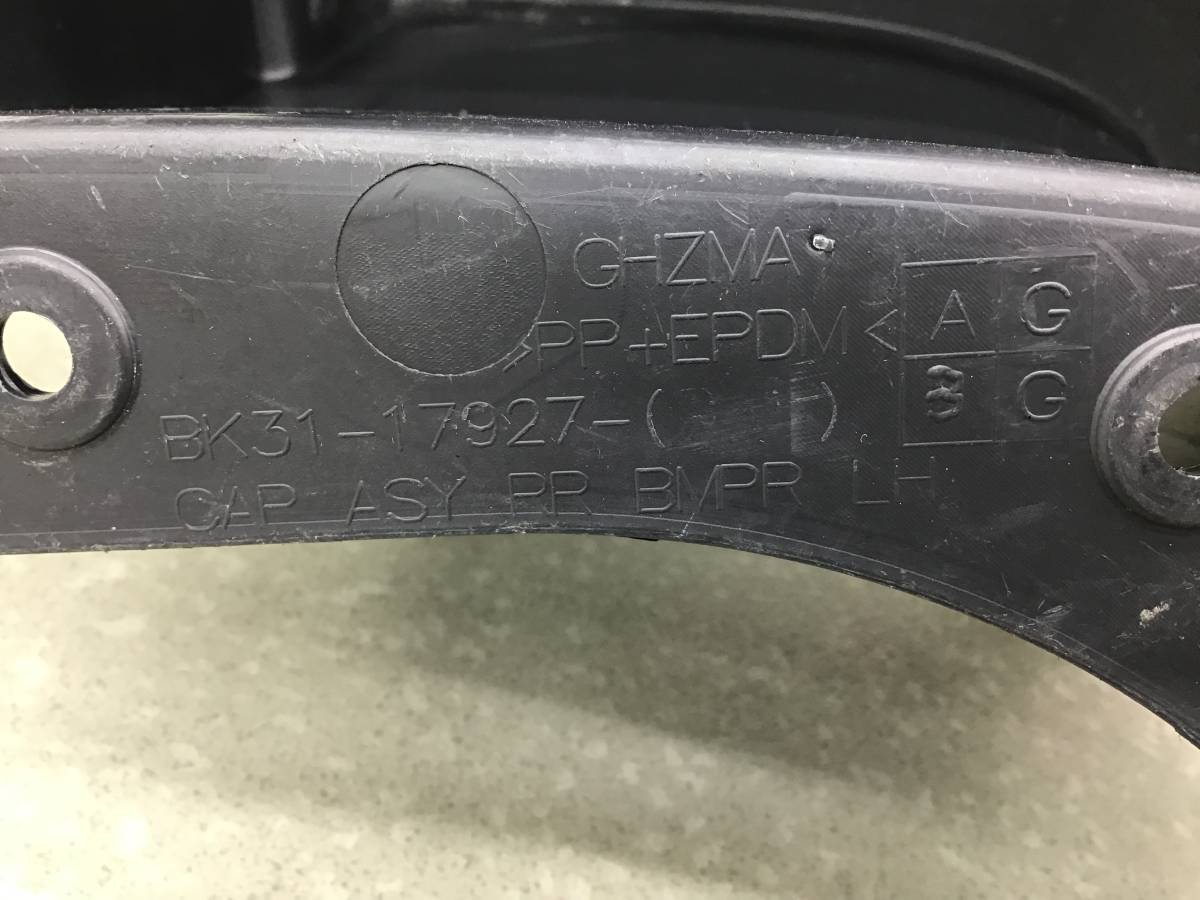 GHZMA
>PP+EPDM<
A G
3 G
BK31-17927-( )
CAP ASY RR BMPR LH